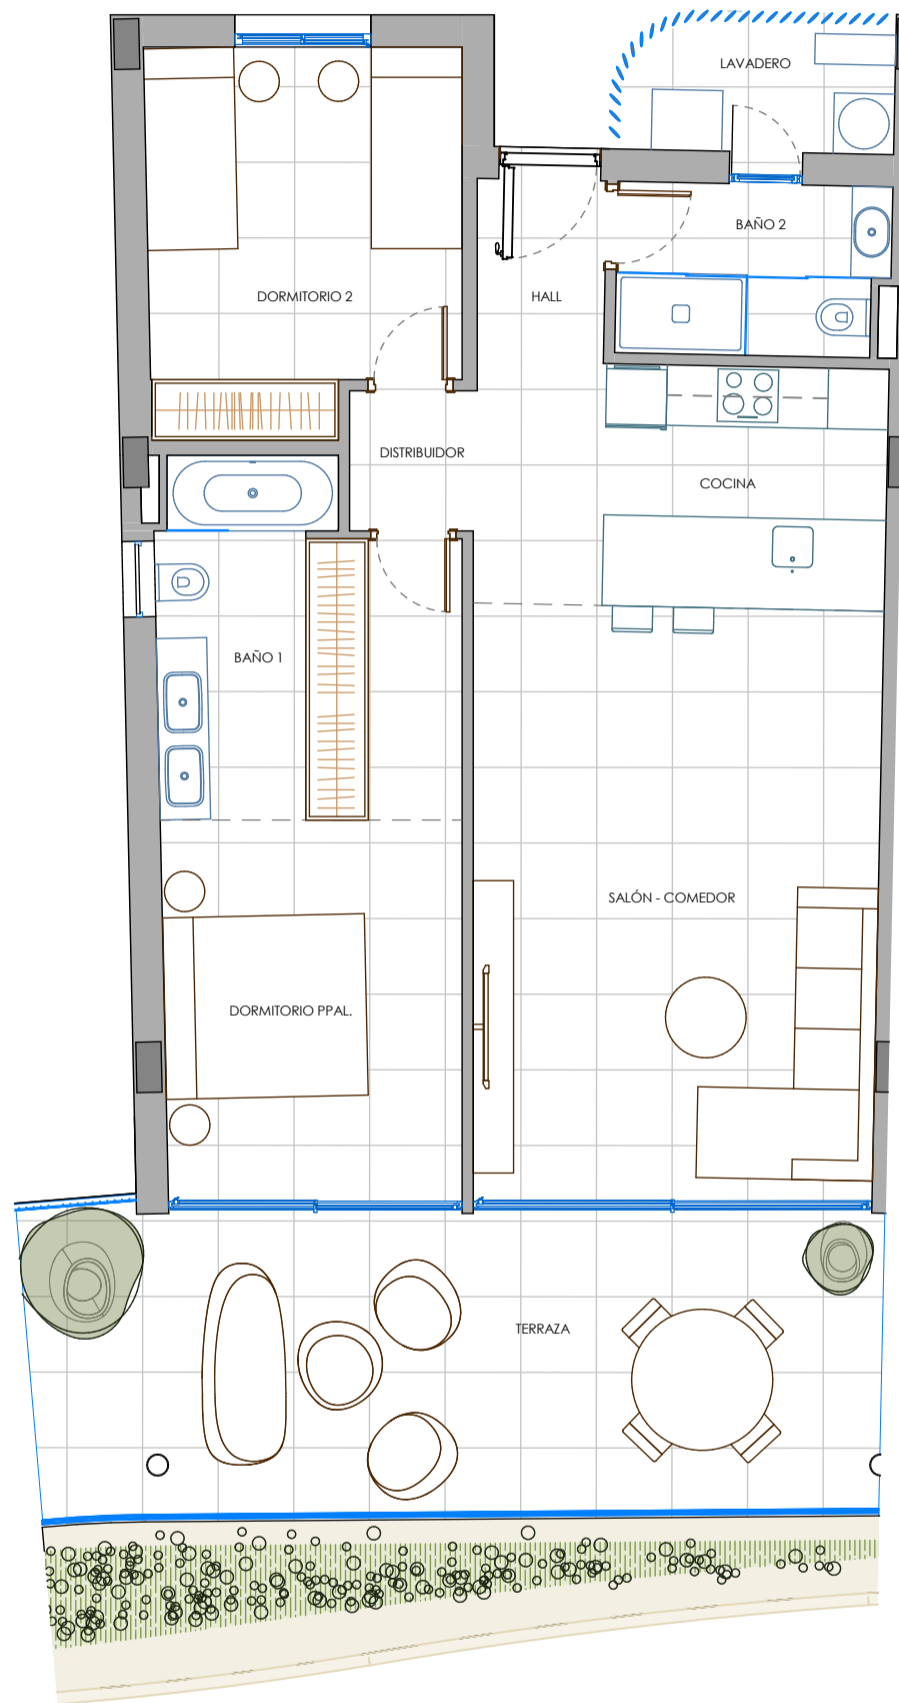 LAVADERO
BAÑO 2
DORMITORIO 2
HALL
DISTRIBUIDOR
COCINA
BAÑO 1
SALÓN - COMEDOR
DORMITORIO PPAL.
TERRAZA